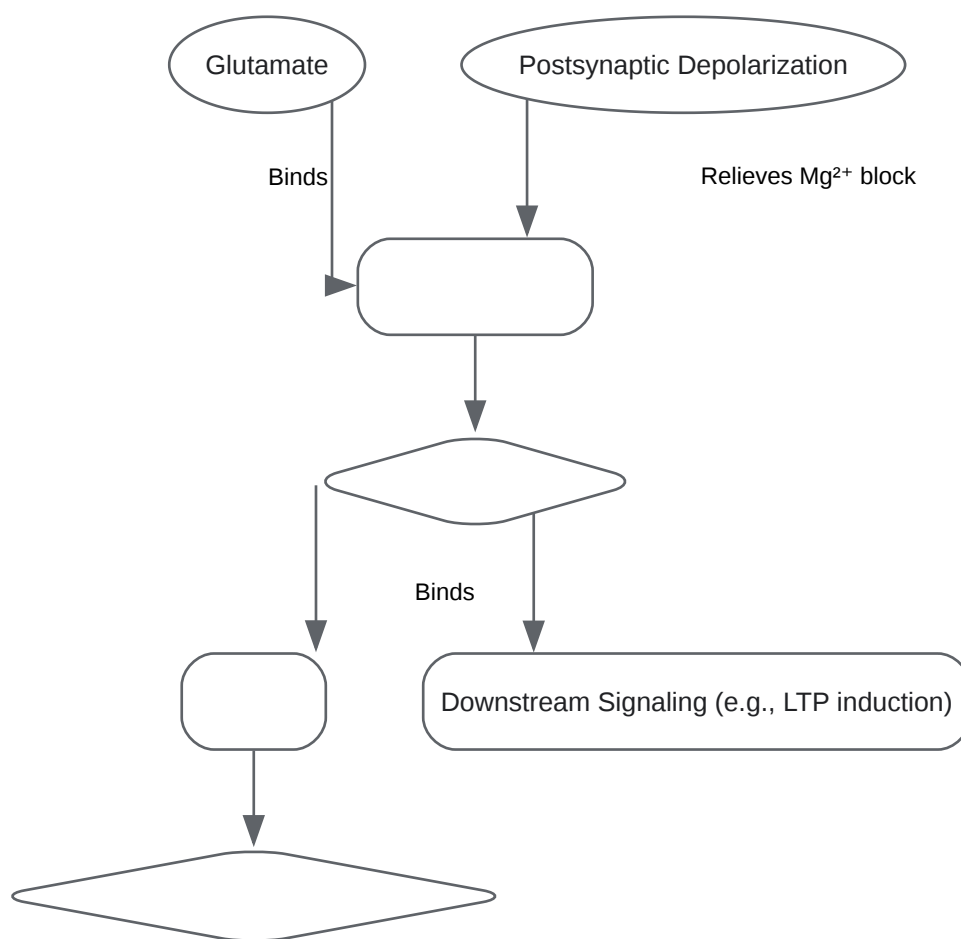 Glutamate
Postsynaptic Depolarization
Binds
Relieves Mg²⁺ block
Binds
Downstream Signaling (e.g., LTP induction)